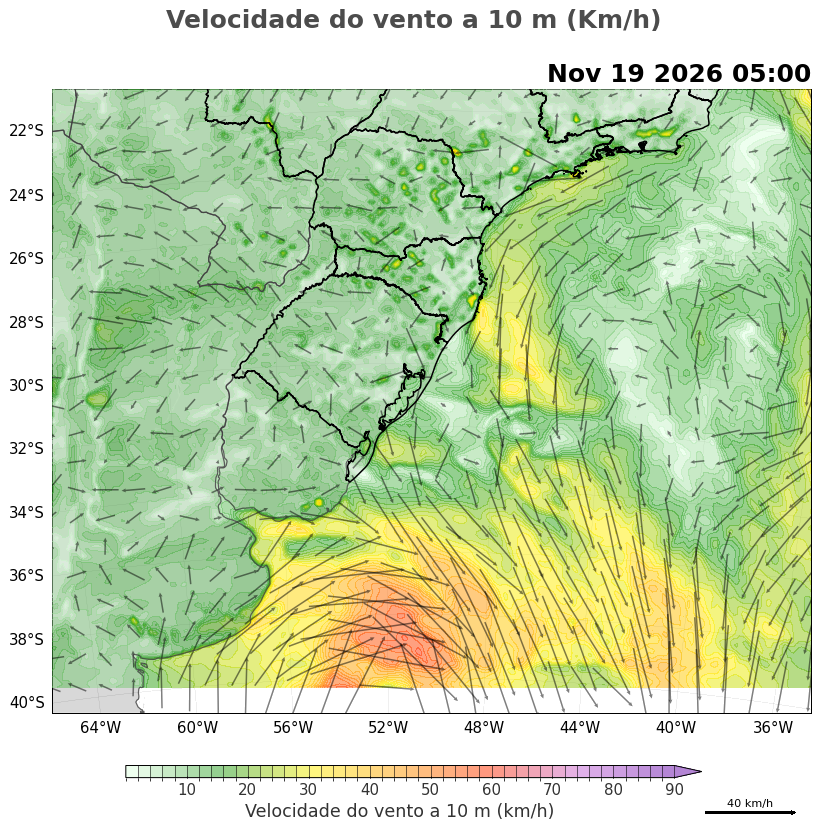 Velocidade do vento a 10 m (Km/h)
Nov 19 2026 05:00
22°S
24°S
26°S
28°S
30°S
32°S
34°S
36°S
38°S
40°S
64°W 60°W 56°W 52°W 48°W 44°W 40°W 36°W
10 20 30 40 50 60 70 80 90
Velocidade do vento a 10 m (km/h)
40 km/h